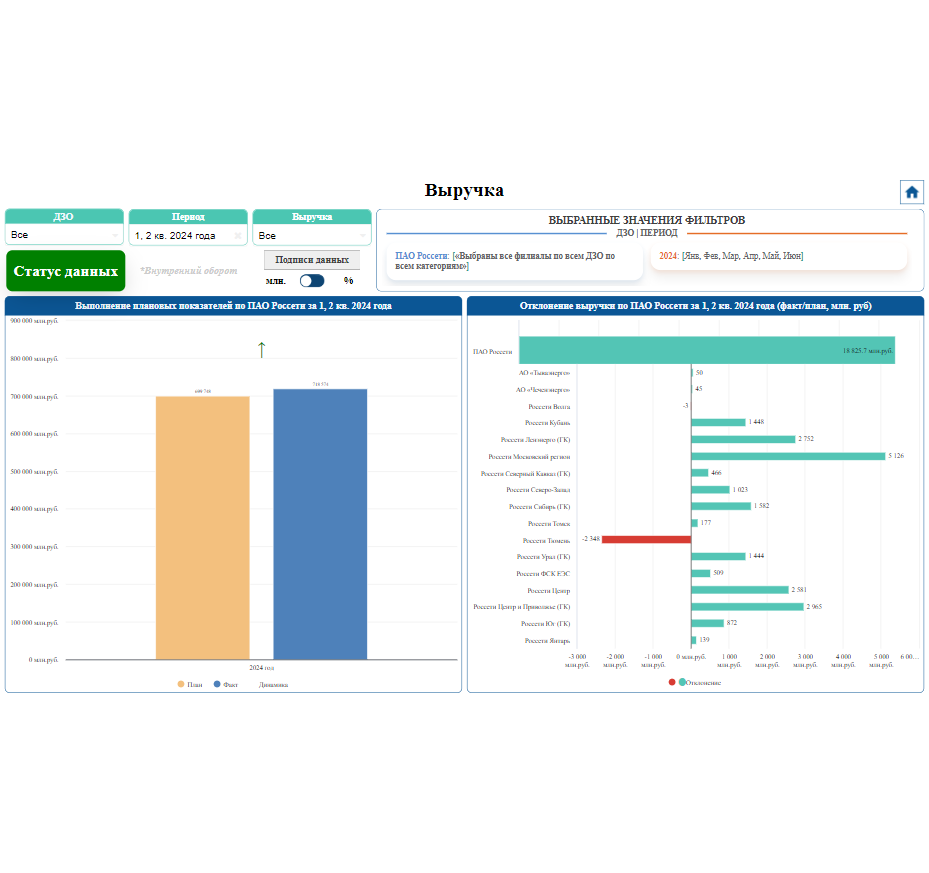 Выручка
ДЗО
Все
Период
1, 2 кв. 2024 года
Выручка
Все
Статус данных
*Внутренний оборот
Подписи данных
млн.
%
ВЫБРАННЫЕ ЗНАЧЕНИЯ ФИЛЬТРОВ
ДЗО | ПЕРИОД
ПАО Россети: [«Выбраны все филиалы по всем ДЗО по
всем категориям»]
2024: [Янв, Фев, Мар, Апр, Май, Июн]
Выполнение плановых показателей по ПАО Россети за 1, 2 кв. 2024 года
900 000 млн.руб.
800 000 млн.руб.
700 000 млн.руб.
600 000 млн.руб.
500 000 млн.руб.
400 000 млн.руб.
300 000 млн.руб.
200 000 млн.руб.
100 000 млн.руб.
0 млн.руб.
2024 год
План
Факт
Динамика
Отклонение выручки по ПАО Россети за 1, 2 кв. 2024 года (факт/план, млн. руб)
ПАО Россети
18 825.7 млн.руб.
АО «Тываэнерго»
50
АО «Чеченэнерго»
45
Россети Волга
-3
Россети Кубань
1 448
Россети Ленэнерго (ГК)
2 752
Россети Московский регион
5 126
Россети Северный Кавказ (ГК)
466
Россети Северо-Запад
1 023
Россети Сибирь (ГК)
1 582
Россети Томск
177
Россети Тюмень
-2 348
Россети Урал (ГК)
1 444
Россети ФСК ЕЭС
509
Россети Центр
2 581
Россети Центр и Приволжье (ГК)
2 965
Россети Юг (ГК)
872
Россети Янтарь
139
-3 000 млн.руб.
-2 000 млн.руб.
-1 000 млн.руб.
0 млн.руб.
1 000 млн.руб.
2 000 млн.руб.
3 000 млн.руб.
4 000 млн.руб.
5 000 млн.руб.
6 00...
Отклонение